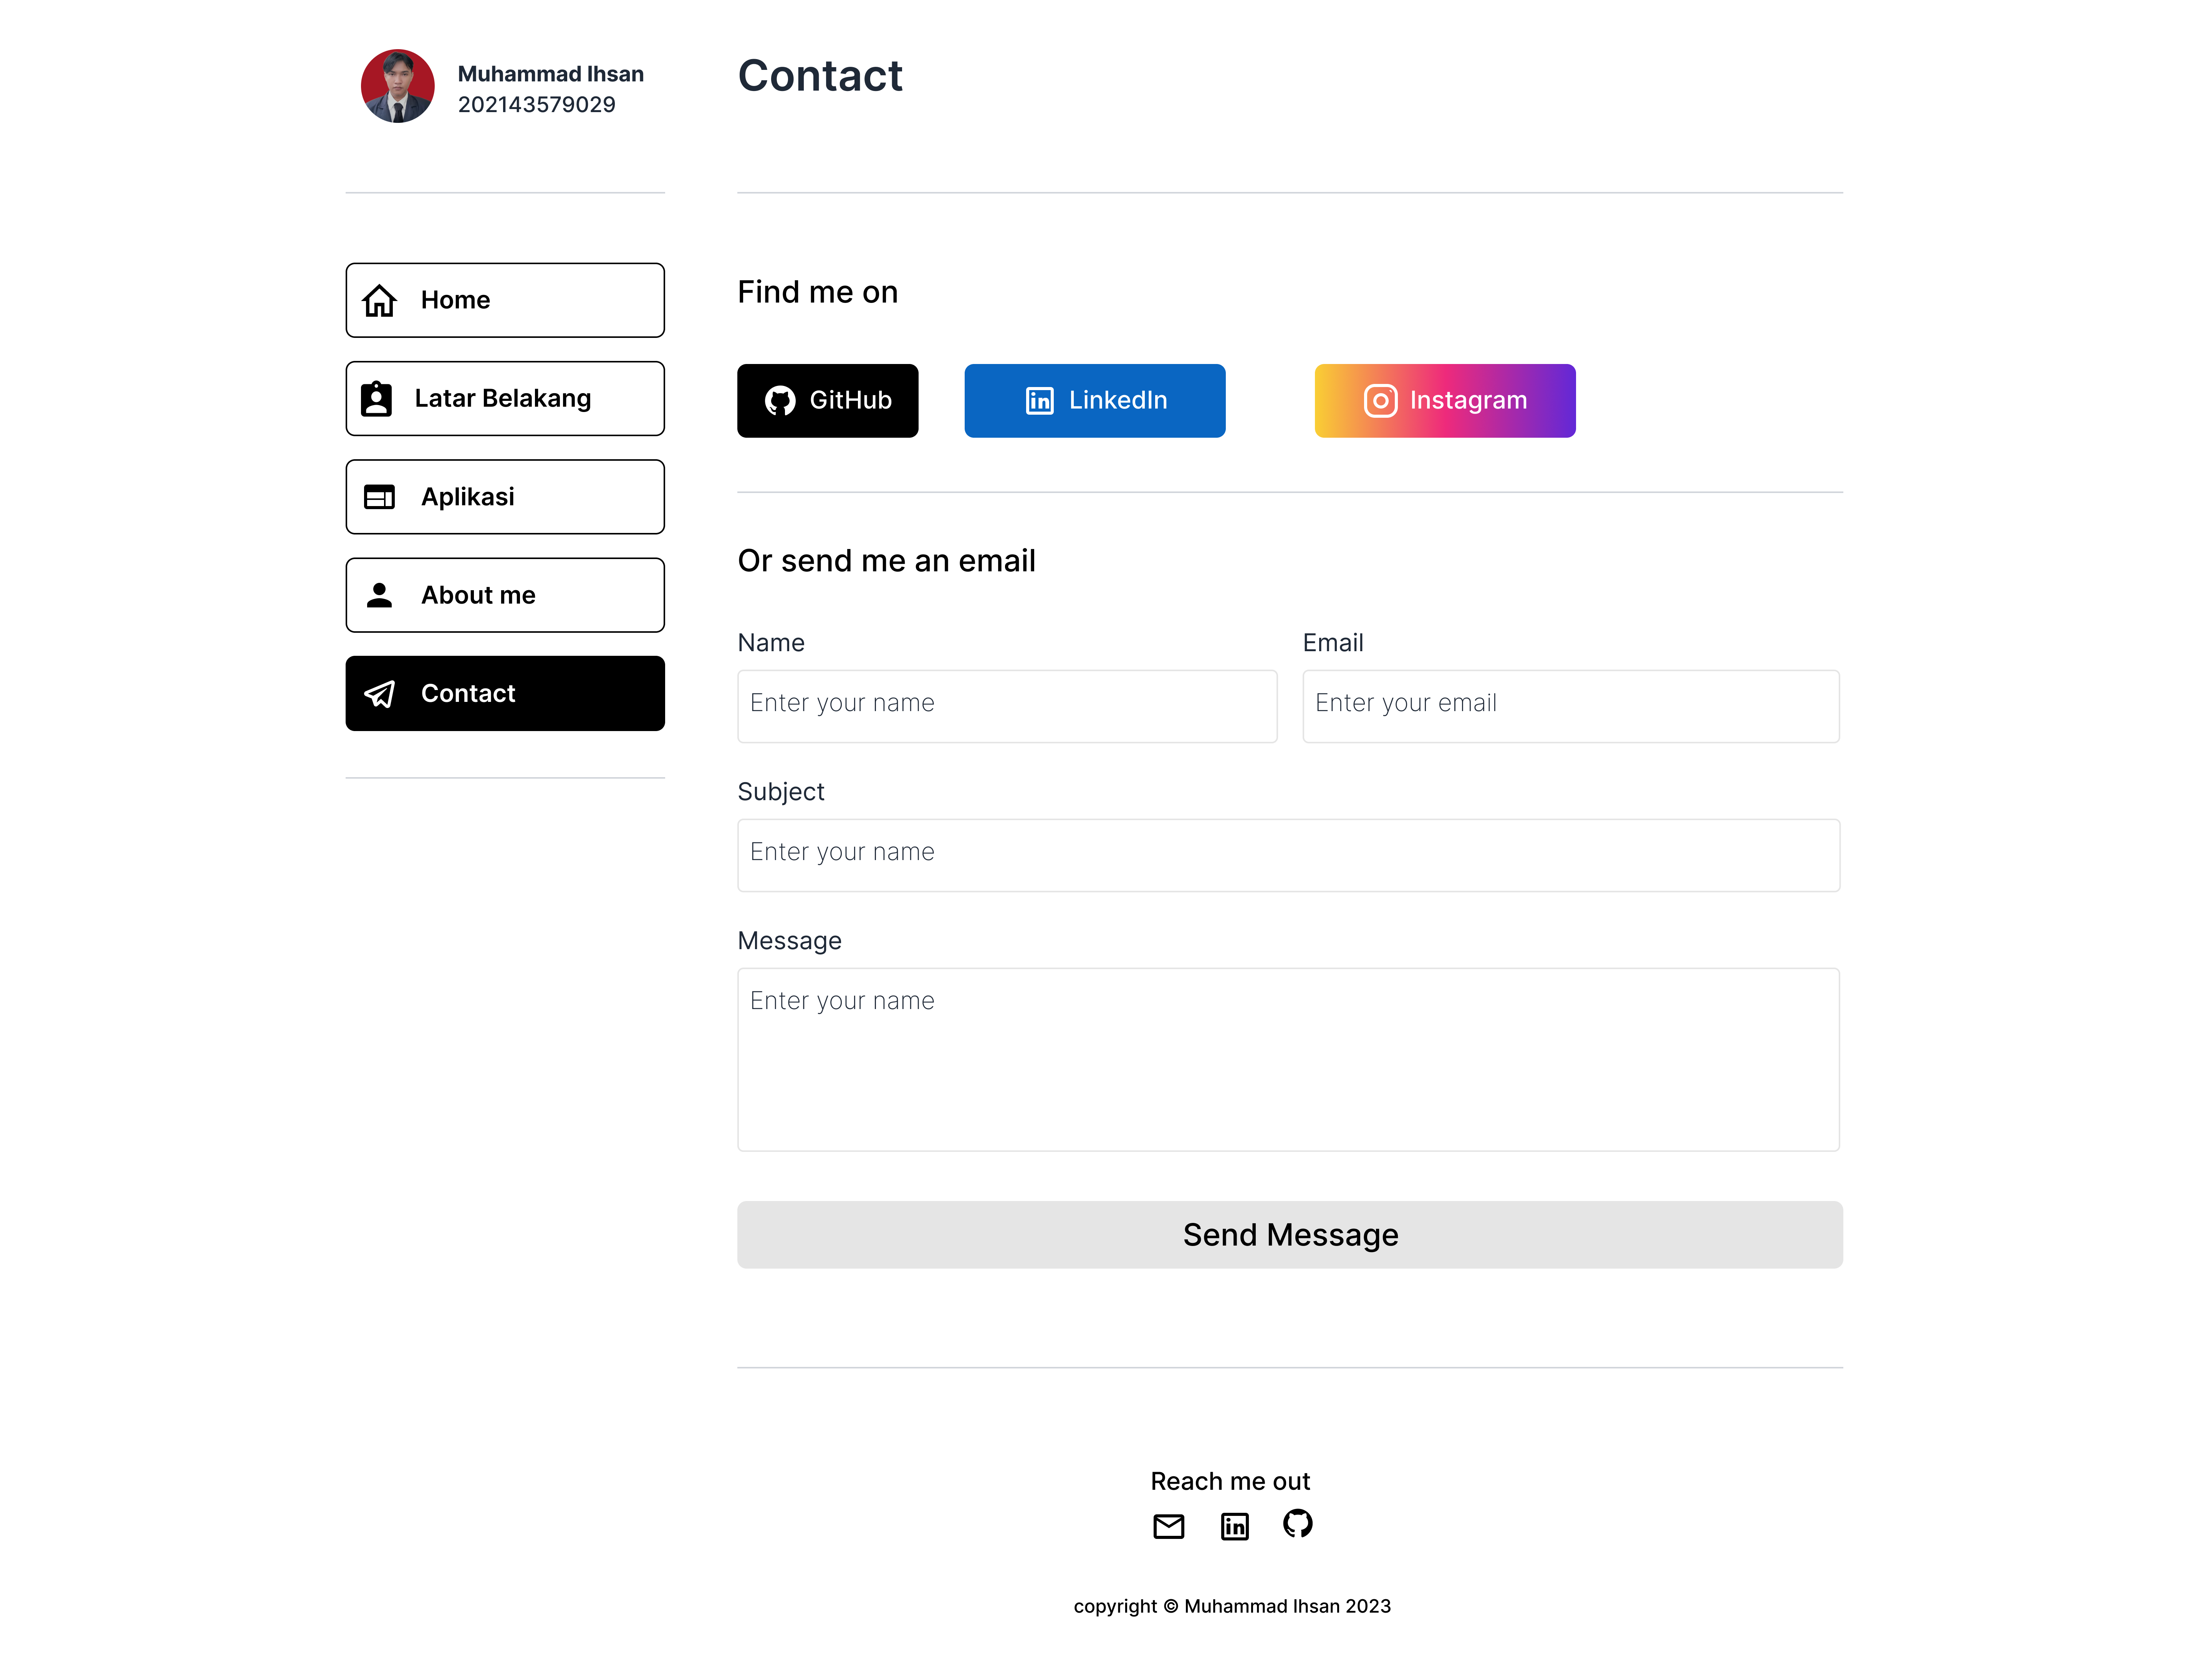 Muhammad Ihsan
202143579029
Home
Latar Belakang
Aplikasi
About me
Contact
Contact
Find me on
GitHub
LinkedIn
Instagram
Or send me an email
Name
Email
Enter your name
Enter your email
Subject
Enter your name
Message
Enter your name
Send Message
Reach me out
copyright © Muhammad Ihsan 2023